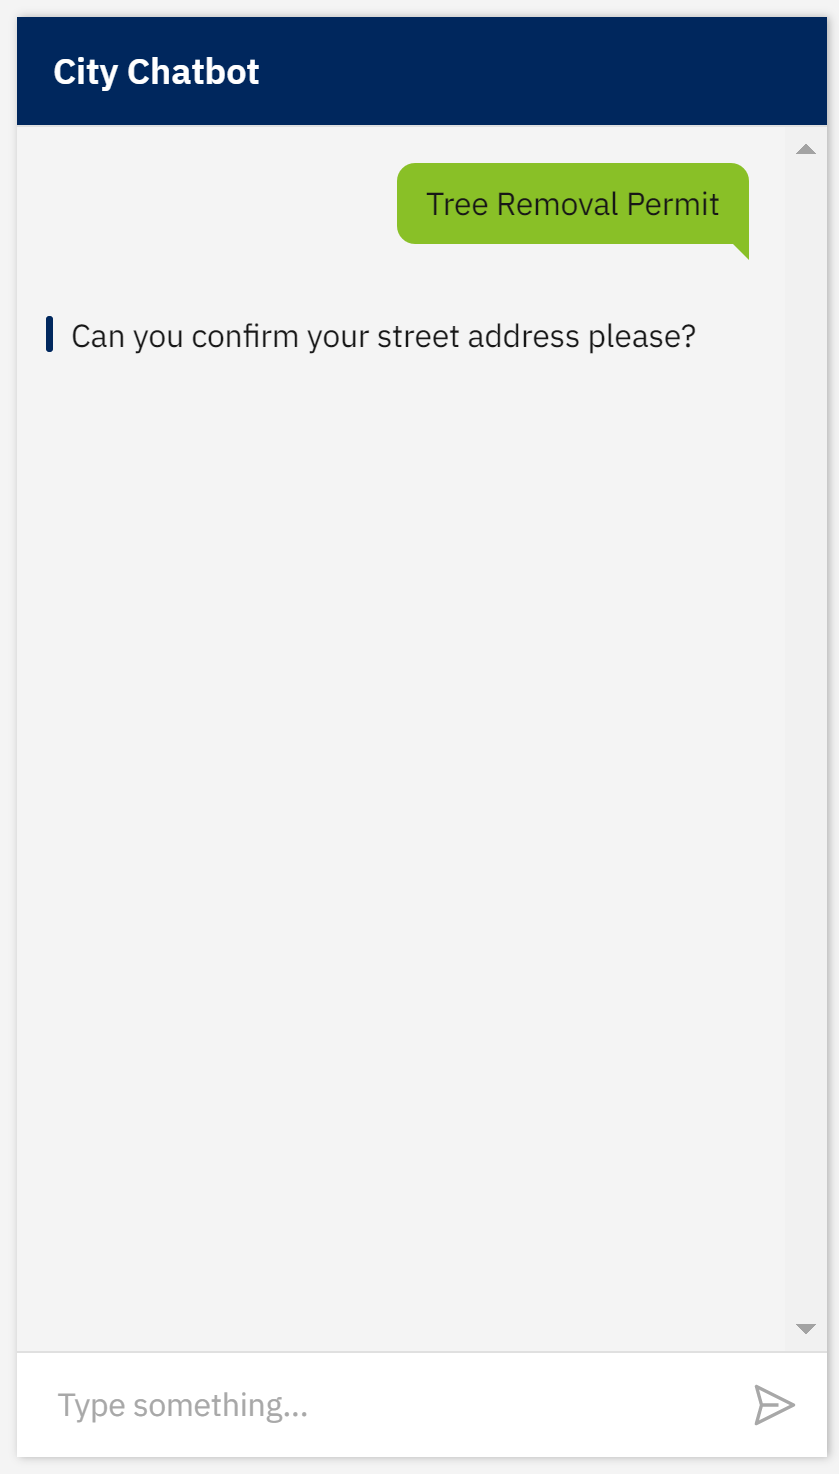 City Chatbot
Tree Removal Permit
Can you confirm your street address please?
Type something...